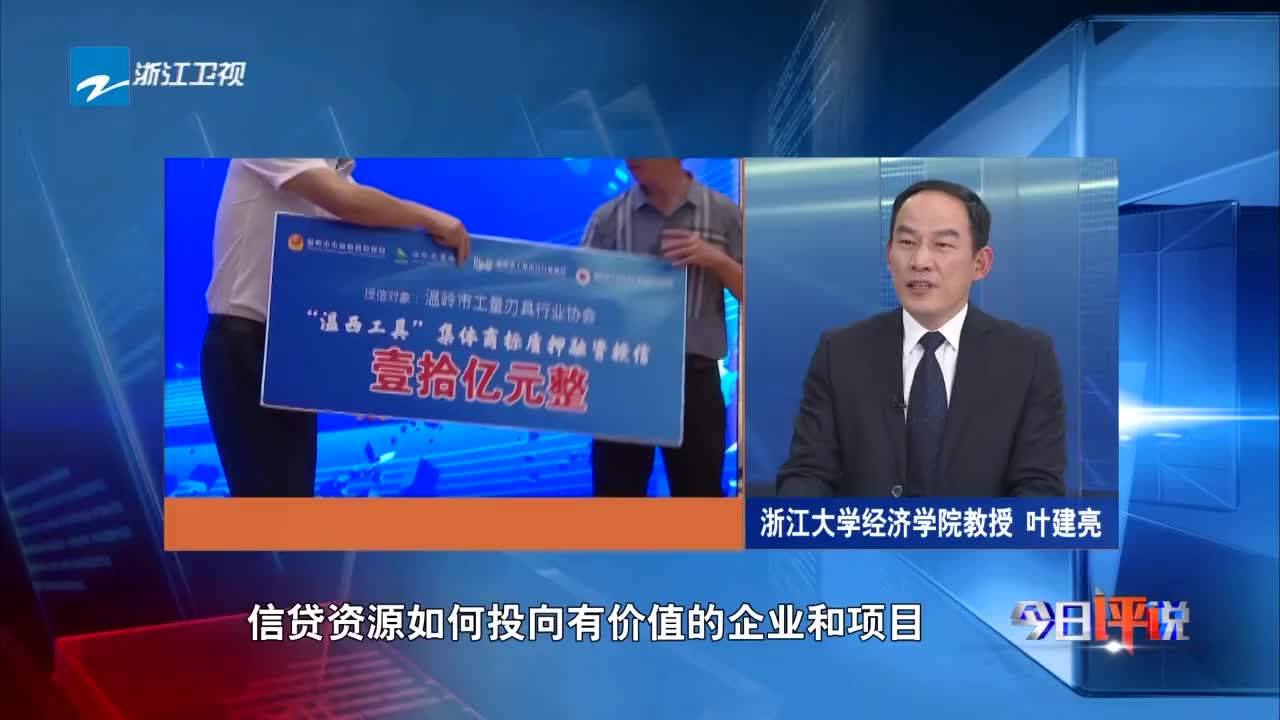 浙江卫视
授信对象：温岭市工量刃具行业协会
“温西工具”集体商标质押融资授信
壹拾亿元整
浙江大学经济学院教授 叶建亮
信贷资源如何投向有价值的企业和项目
今日评说